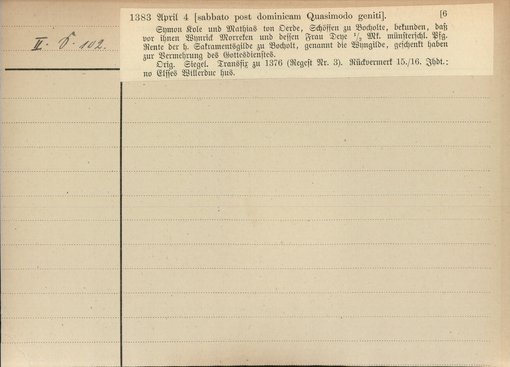 1383 April 4 [sabbato post dominicam Quasimodo geniti]. [6
Symon Kole und Mathias ton Oerde, Schöffen zu Bocholte, bekunden, daß
vor ihnen Wynrick Morreken und dessen Frau Deye ½ Mk. münsterschl. Pfg.
Rente der h. Sakramentsgilde zu Bocholt, genannt die Wyngilde, geschenkt haben
zur Vermehrung des Gottesdienstes.
Orig. Siegel. Transfix zu 1376 (Regest Nr. 3). Rückvermerk 15./16. Jhdt.:
no Elsses Willerduc hus.
II. 102.